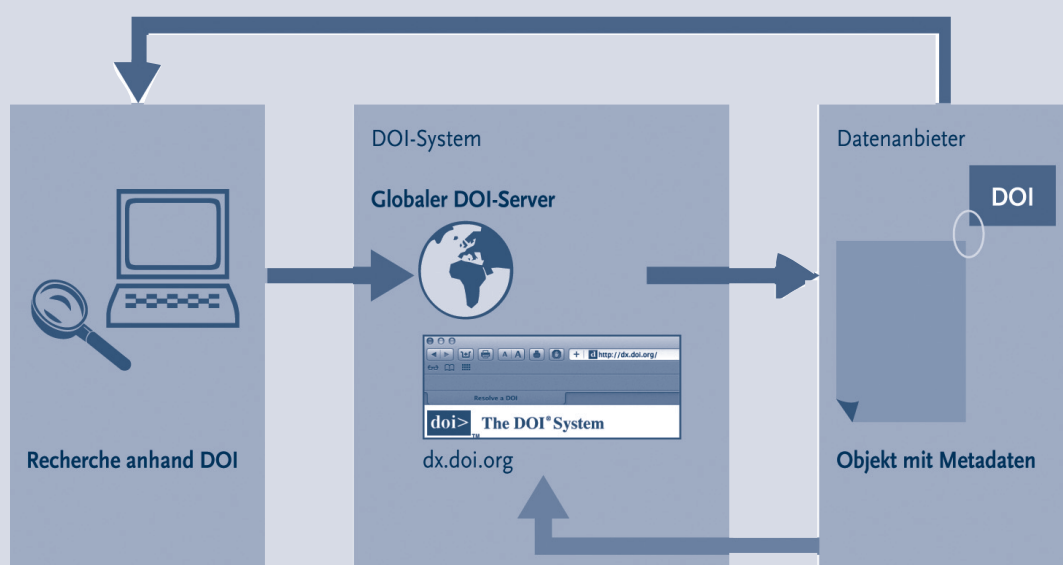 Recherche anhand DOI
DOI-System
Globaler DOI-Server
A A
+ d http://dx.doi.org/
Resolve a DOI
doi>™ The DOI® System
dx.doi.org
Datenanbieter
DOI
Objekt mit Metadaten